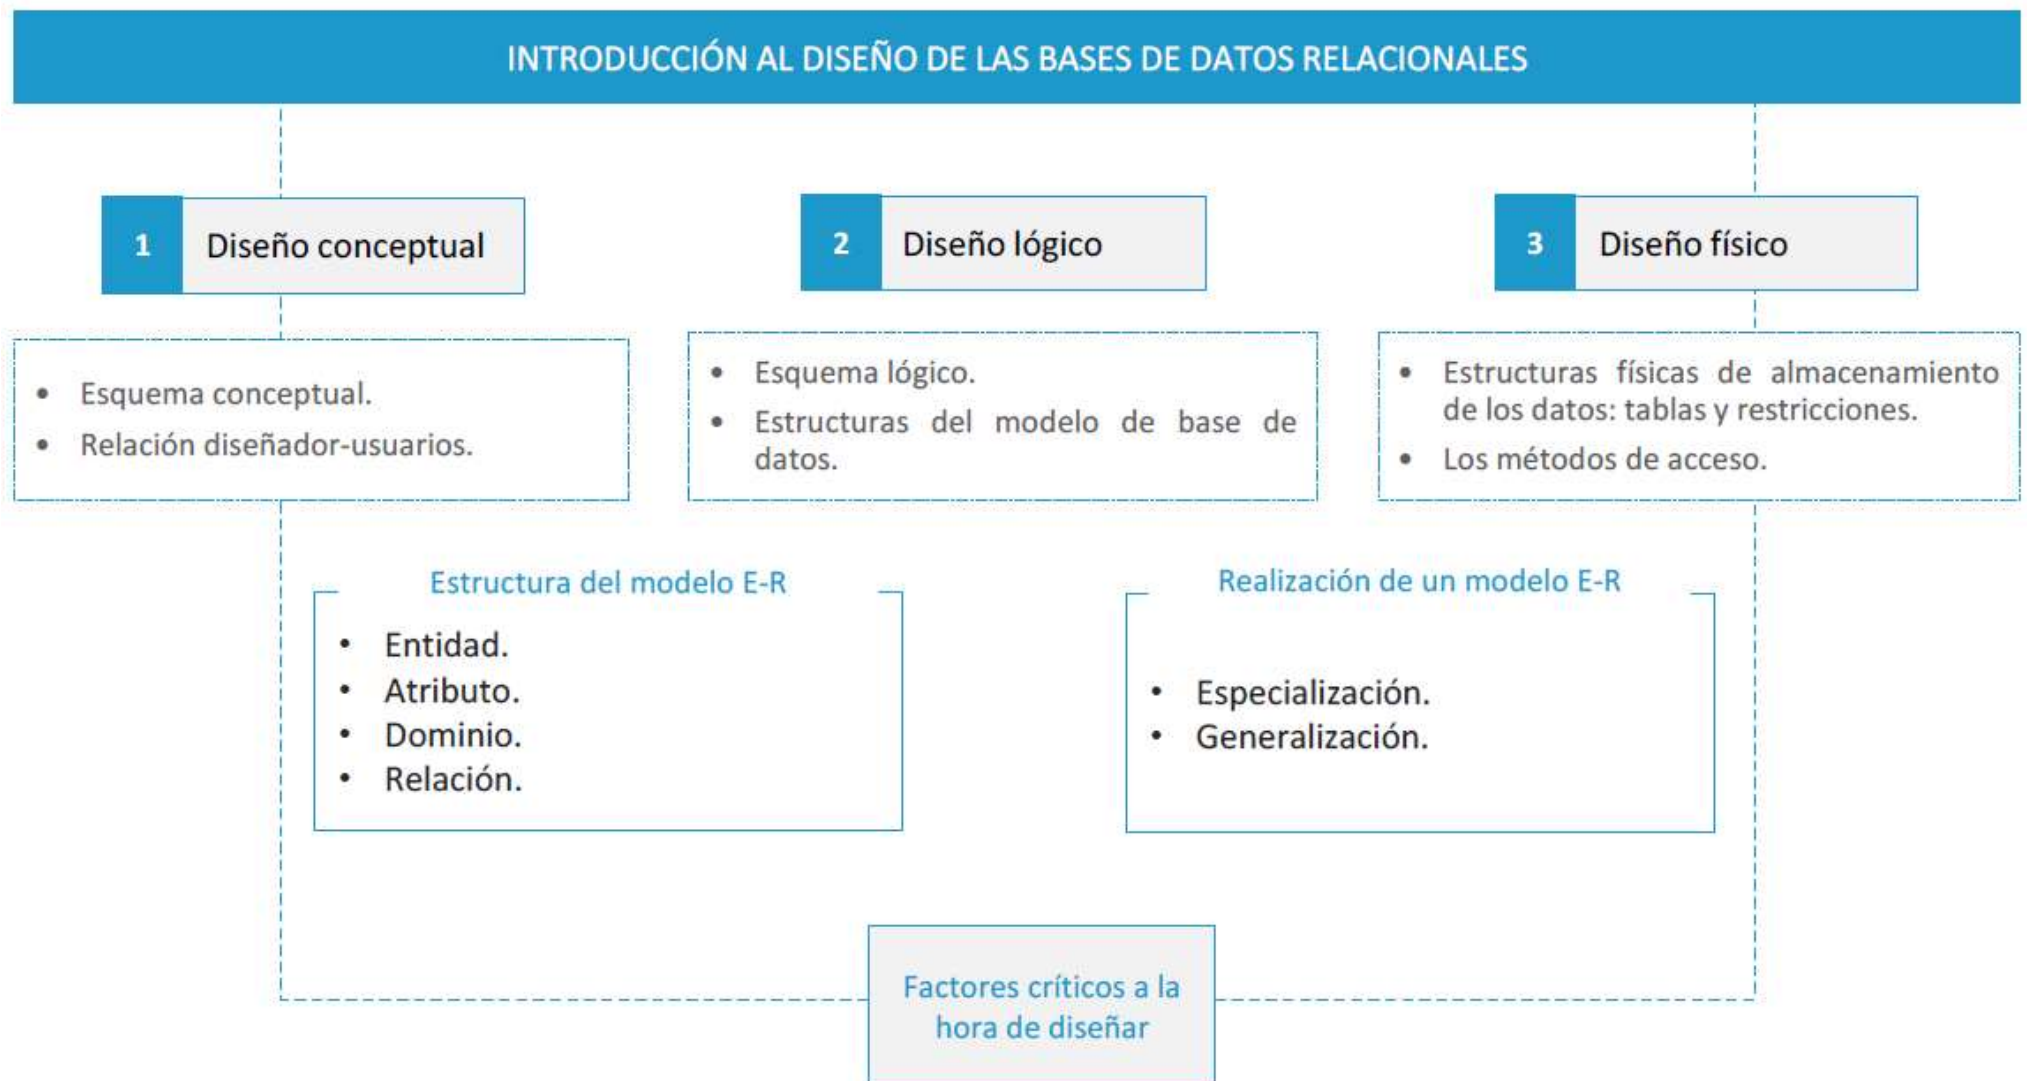 INTRODUCCIÓN AL DISEÑO DE LAS BASES DE DATOS RELACIONALES
1 Diseño conceptual
• Esquema conceptual.
• Relación diseñador-usuarios.
2 Diseño lógico
• Esquema lógico.
• Estructuras del modelo de base de
datos.
3 Diseño físico
• Estructuras físicas de almacenamiento
de los datos: tablas y restricciones.
• Los métodos de acceso.
Estructura del modelo E-R
• Entidad.
• Atributo.
• Dominio.
• Relación.
Realización de un modelo E-R
• Especialización.
• Generalización.
Factores críticos a la
hora de diseñar